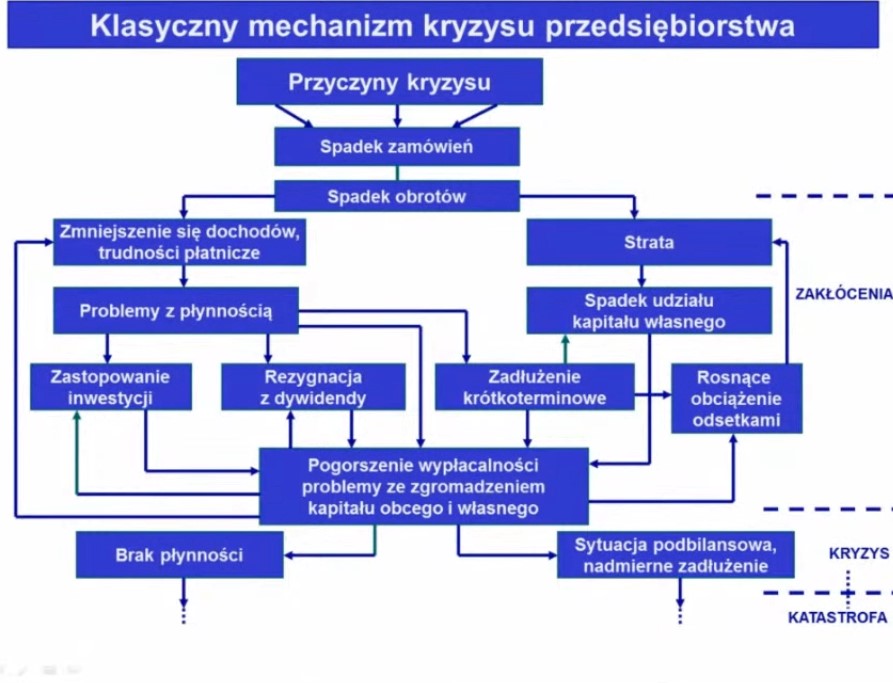 Klasyczny mechanizm kryzysu przedsiębiorstwa
Przyczyny kryzysu
Spadek zamówień
Spadek obrotów
Zmniejszenie się dochodów,
trudności płatnicze
Strata
ZAKŁÓCENIA
Problemy z płynnością
Spadek udziału
kapitału własnego
Zastopowanie
inwestycji
Rezygnacja
z dywidendy
Zadłużenie
krótkoterminowe
Rosnące
obciążenie
odsetkami
Pogorszenie wypłacalności
problemy ze zgromadzeniem
kapitału obcego i własnego
Brak płynności
Sytuacja podbilansowa,
nadmierne zadłużenie
KRYZYS
KATASTROFA